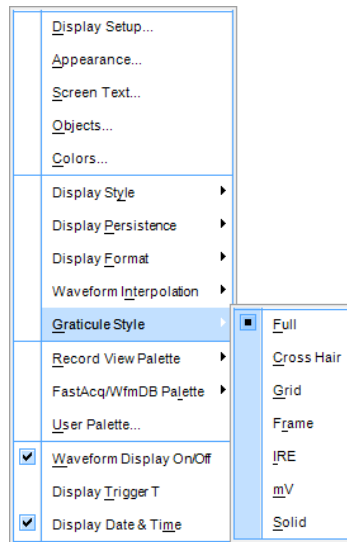 Display Setup...
Appearance...
Screen Text...
Objects...
Colors...
Display Style
Display Persistence
Display Format
Waveform Interpolation
Graticule Style
Record View Palette
FastAcq/WfmDB Palette
User Palette...
Waveform Display On/Off
Display Trigger T
Display Date & Time
Full
Cross Hair
Grid
Frame
IRE
mV
Solid